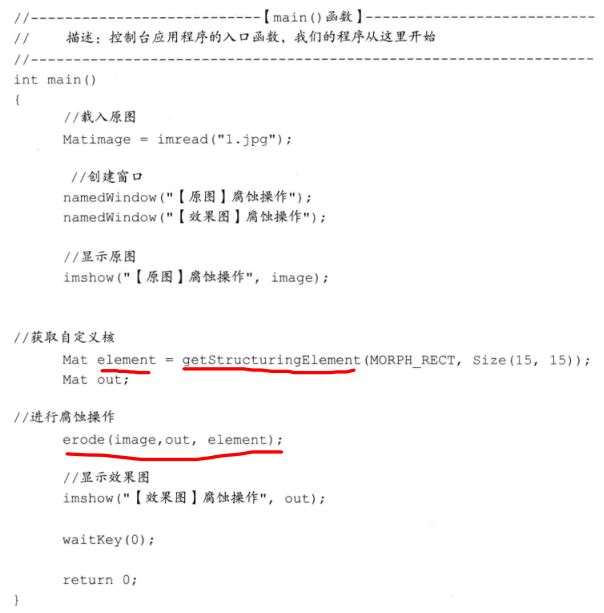 //----------------------------【main()函数】----------------------------
//    描述：控制台应用程序的入口函数，我们的程序从这里开始
//----------------------------------------------------------------------
int main()
{
//载入原图
Matimage = imread("1.jpg");
//创建窗口
namedWindow("【原图】腐蚀操作");
namedWindow("【效果图】腐蚀操作");
//显示原图
imshow("【原图】腐蚀操作", image);
//获取自定义核
Mat element = getStructuringElement(MORPH_RECT, Size(15, 15));
Mat out;
//进行腐蚀操作
erode(image,out, element);
//显示效果图
imshow("【效果图】腐蚀操作", out);
waitKey(0);
return 0;
}